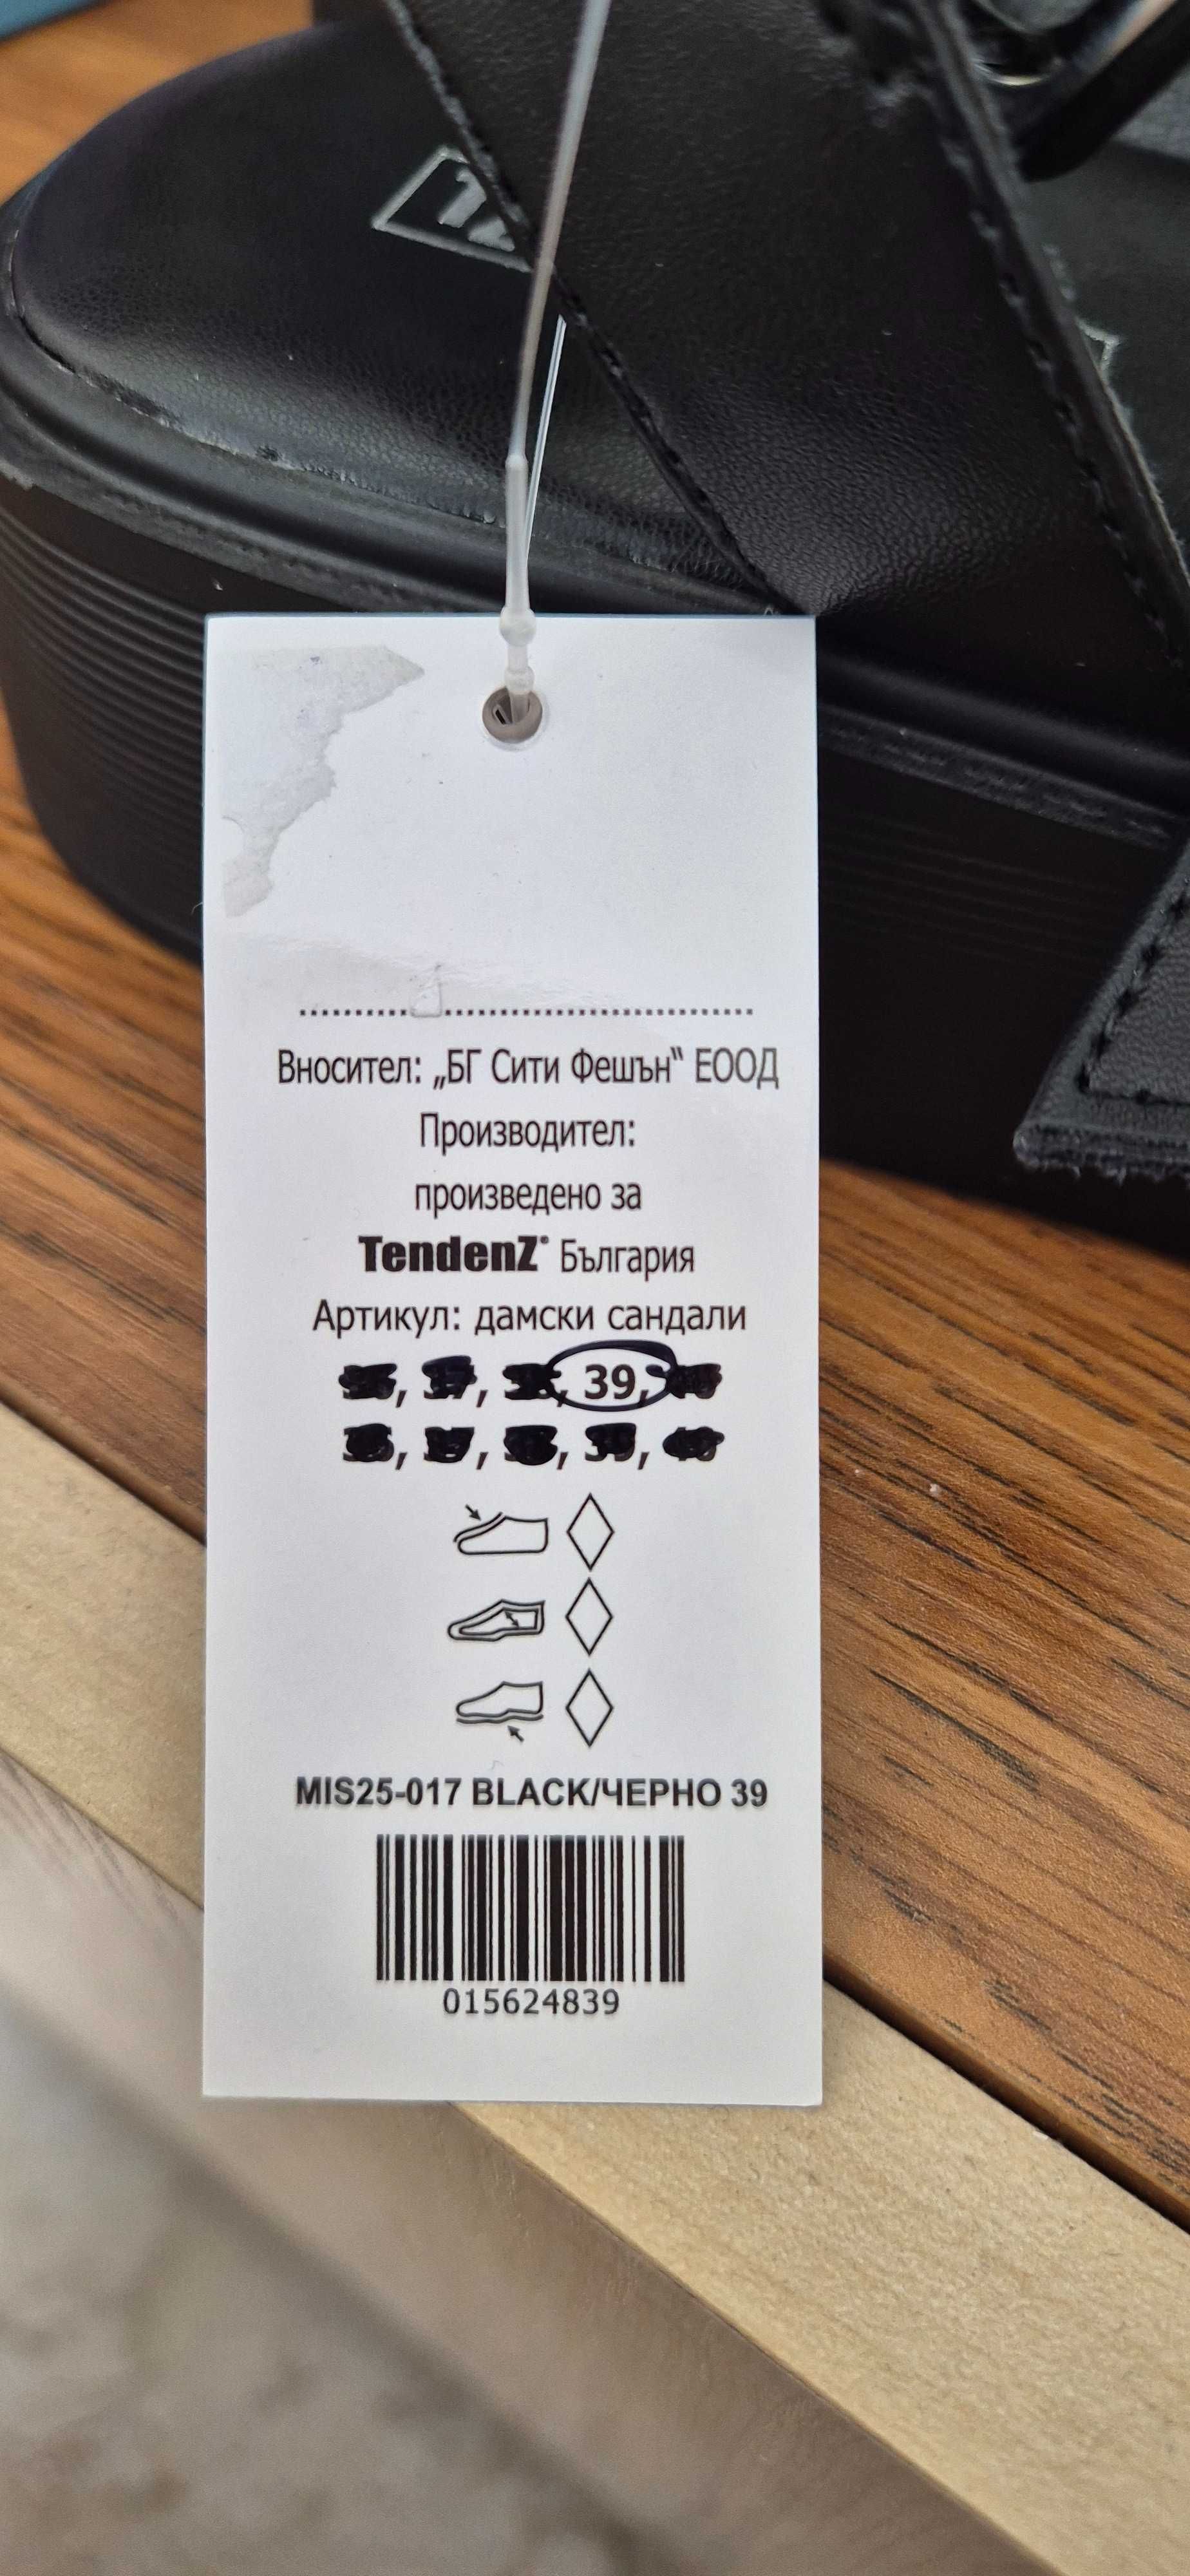 12
Вносител: „БГ Сити Фешън“ ЕООД
Производител:
произведено за
TendenZ® България
Артикул: дамски сандали
39,
MIS25-017 BLACK/ЧЕРНО 39
015624839